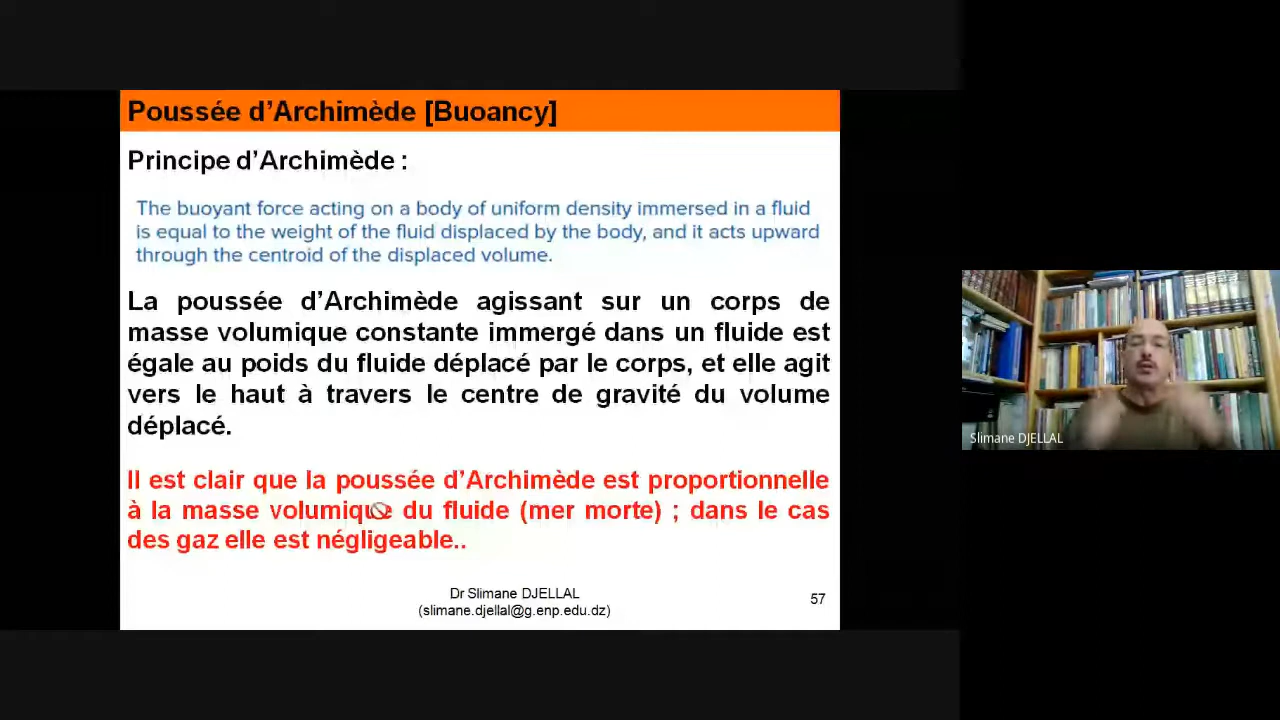 Poussée d'Archimède [Buoancy]
Principe d'Archimède :
The buoyant force acting on a body of uniform density immersed in a fluid
is equal to the weight of the fluid displaced by the body, and it acts upward
through the centroid of the displaced volume.
La poussée d'Archimède agissant sur un corps de
masse volumique constante immergé dans un fluide est
égale au poids du fluide déplacé par le corps, et elle agit
vers le haut à travers le centre de gravité du volume
déplacé.
Il est clair que la poussée d'Archimède est proportionnelle
à la masse volumique du fluide (mer morte) ; dans le cas
des gaz elle est négligeable..
Dr Slimane DJELLAL
(slimane.djellal@g.enp.edu.dz)
57
Slimane DJELLAL